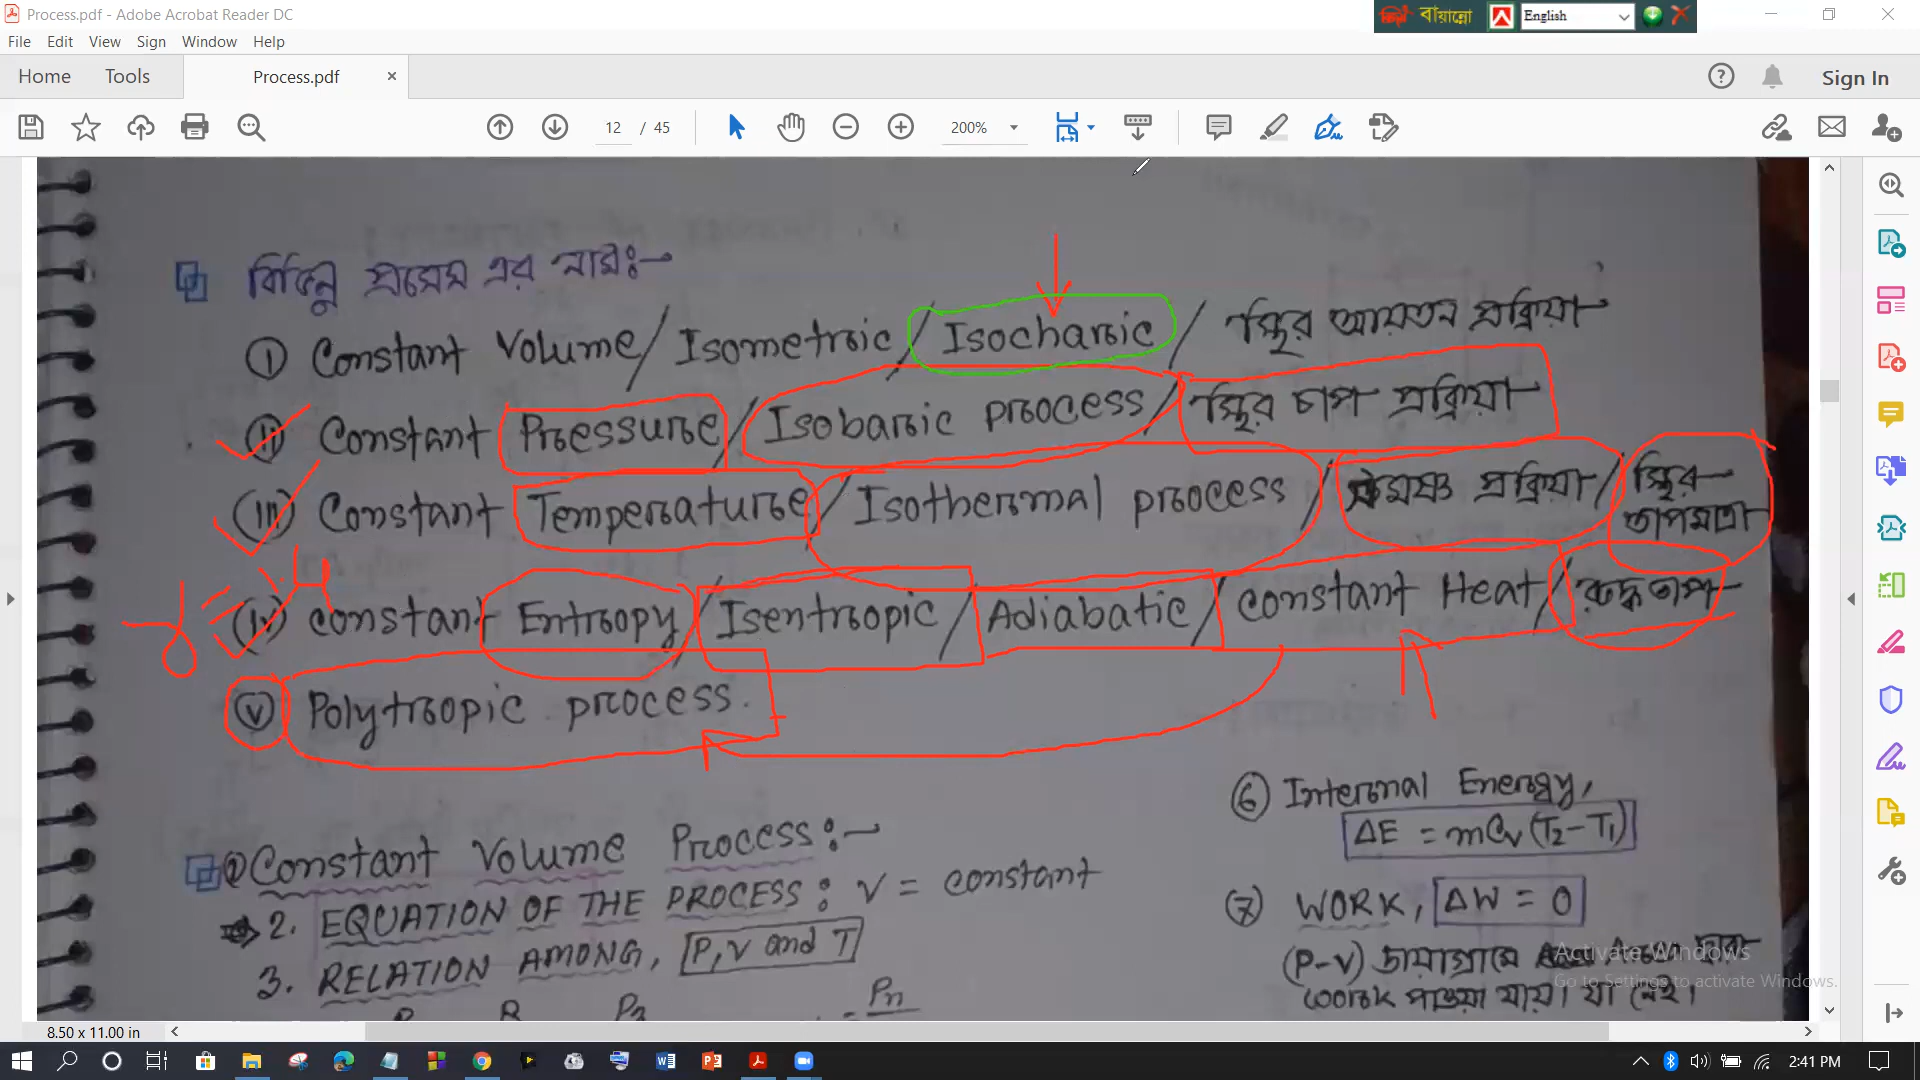 Process.pdf - Adobe Acrobat Reader DC
বায়ান্নো English
File Edit View Sign Window Help
Home Tools Process.pdf × Sign In
12 / 45 200%
বিভিন্ন প্রসেস এর নামঃ-
(i) Constant Volume / Isometric / Isocharic / স্থির আয়তন প্রক্রিয়া
(ii) Constant Pressure / Isobaric process / স্থির চাপ প্রক্রিয়া
(iii) Constant Temperature / Isothermal process / সমোষ্ণ প্রক্রিয়া / স্থির তাপমাত্রা
(iv) constant Entropy / Isentropic / Adiabatic / constant Heat / রুদ্ধতাপ
(v) Polytropic process.
① Constant Volume Process :-
2. EQUATION OF THE PROCESS : V = constant
3. RELATION AMONG, P, V and T
⑥ Internal Energy,
ΔE = mCv (T2 - T1)
⑦ WORK, ΔW = 0
(P-V) ডায়াগ্রামে
work পাওয়া যায়। যা নেই।
Activate Windows
Go to Settings to activate Windows.
8.50 x 11.00 in
2:41 PM